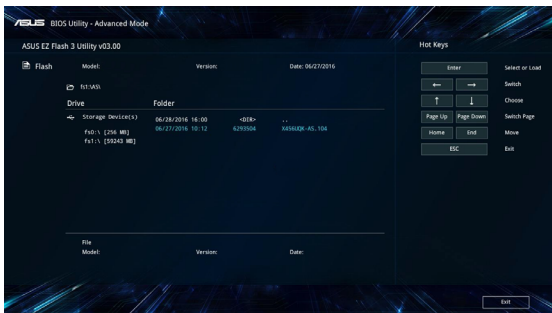 ASUS BIOS Utility - Advanced Mode
ASUS EZ Flash 3 Utility v03.00
Hot Keys
Flash Model: Version: Date: 06/27/2016
Enter Select or Load
fs1:\AS\
← → Switch
Drive Folder
↑ ↓ Choose
Storage Device(s) 06/28/2016 16:00 <DIR> ..
Page Up Page Down Switch Page
fs0:\ [256 MB] 06/27/2016 10:12 6293504 X456UQK-AS.104
fs1:\ [59243 MB]
Home End Move
ESC Exit
File
Model: Version: Date:
Exit